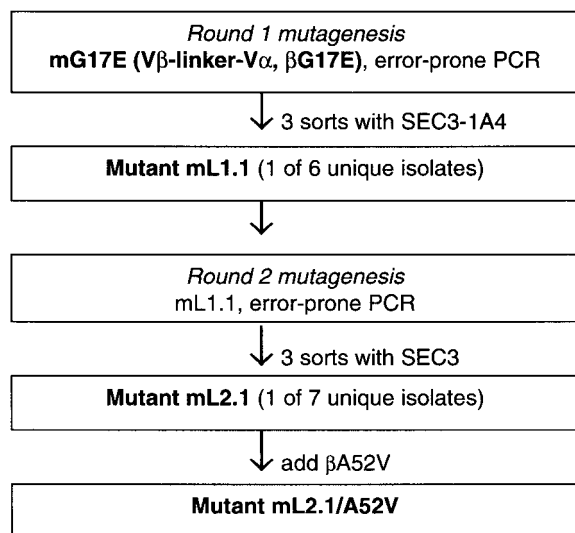 Round 1 mutagenesis
mG17E (Vβ-linker-Vα, βG17E), error-prone PCR
3 sorts with SEC3-1A4
Mutant mL1.1 (1 of 6 unique isolates)
Round 2 mutagenesis
mL1.1, error-prone PCR
3 sorts with SEC3
Mutant mL2.1 (1 of 7 unique isolates)
add βA52V
Mutant mL2.1/A52V